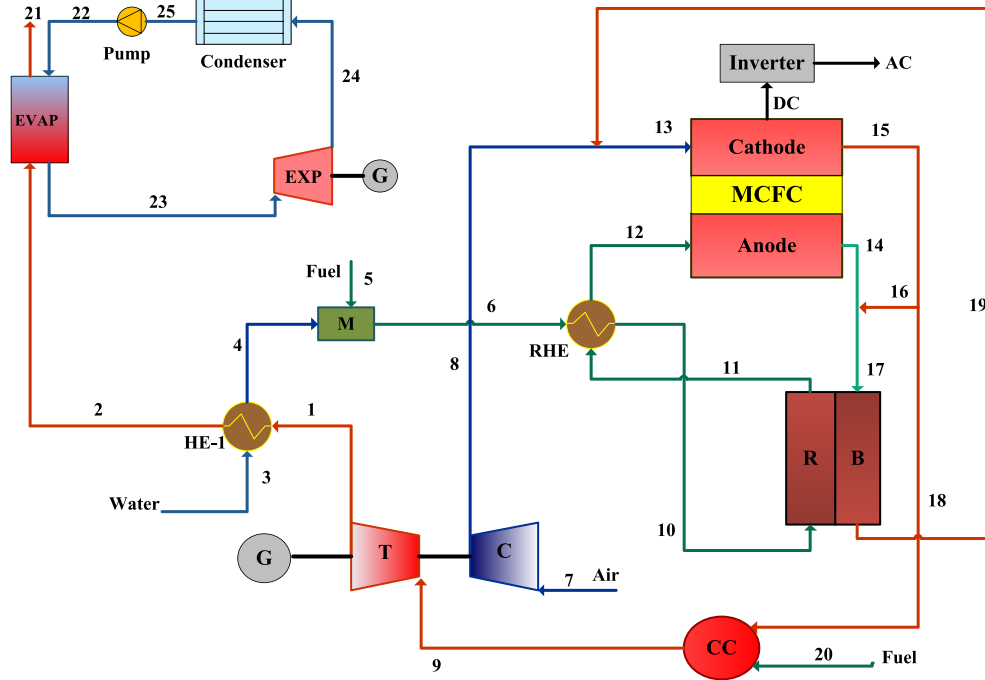 21
22
25
Pump
Condenser
24
EVAP
EXP
G
23
Inverter
AC
DC
13
Cathode
15
MCFC
12
Anode
14
Fuel
5
16
19
M
6
4
RHE
8
11
17
2
1
HE-1
3
R
B
Water
10
18
G
T
C
7
Air
9
CC
20
Fuel